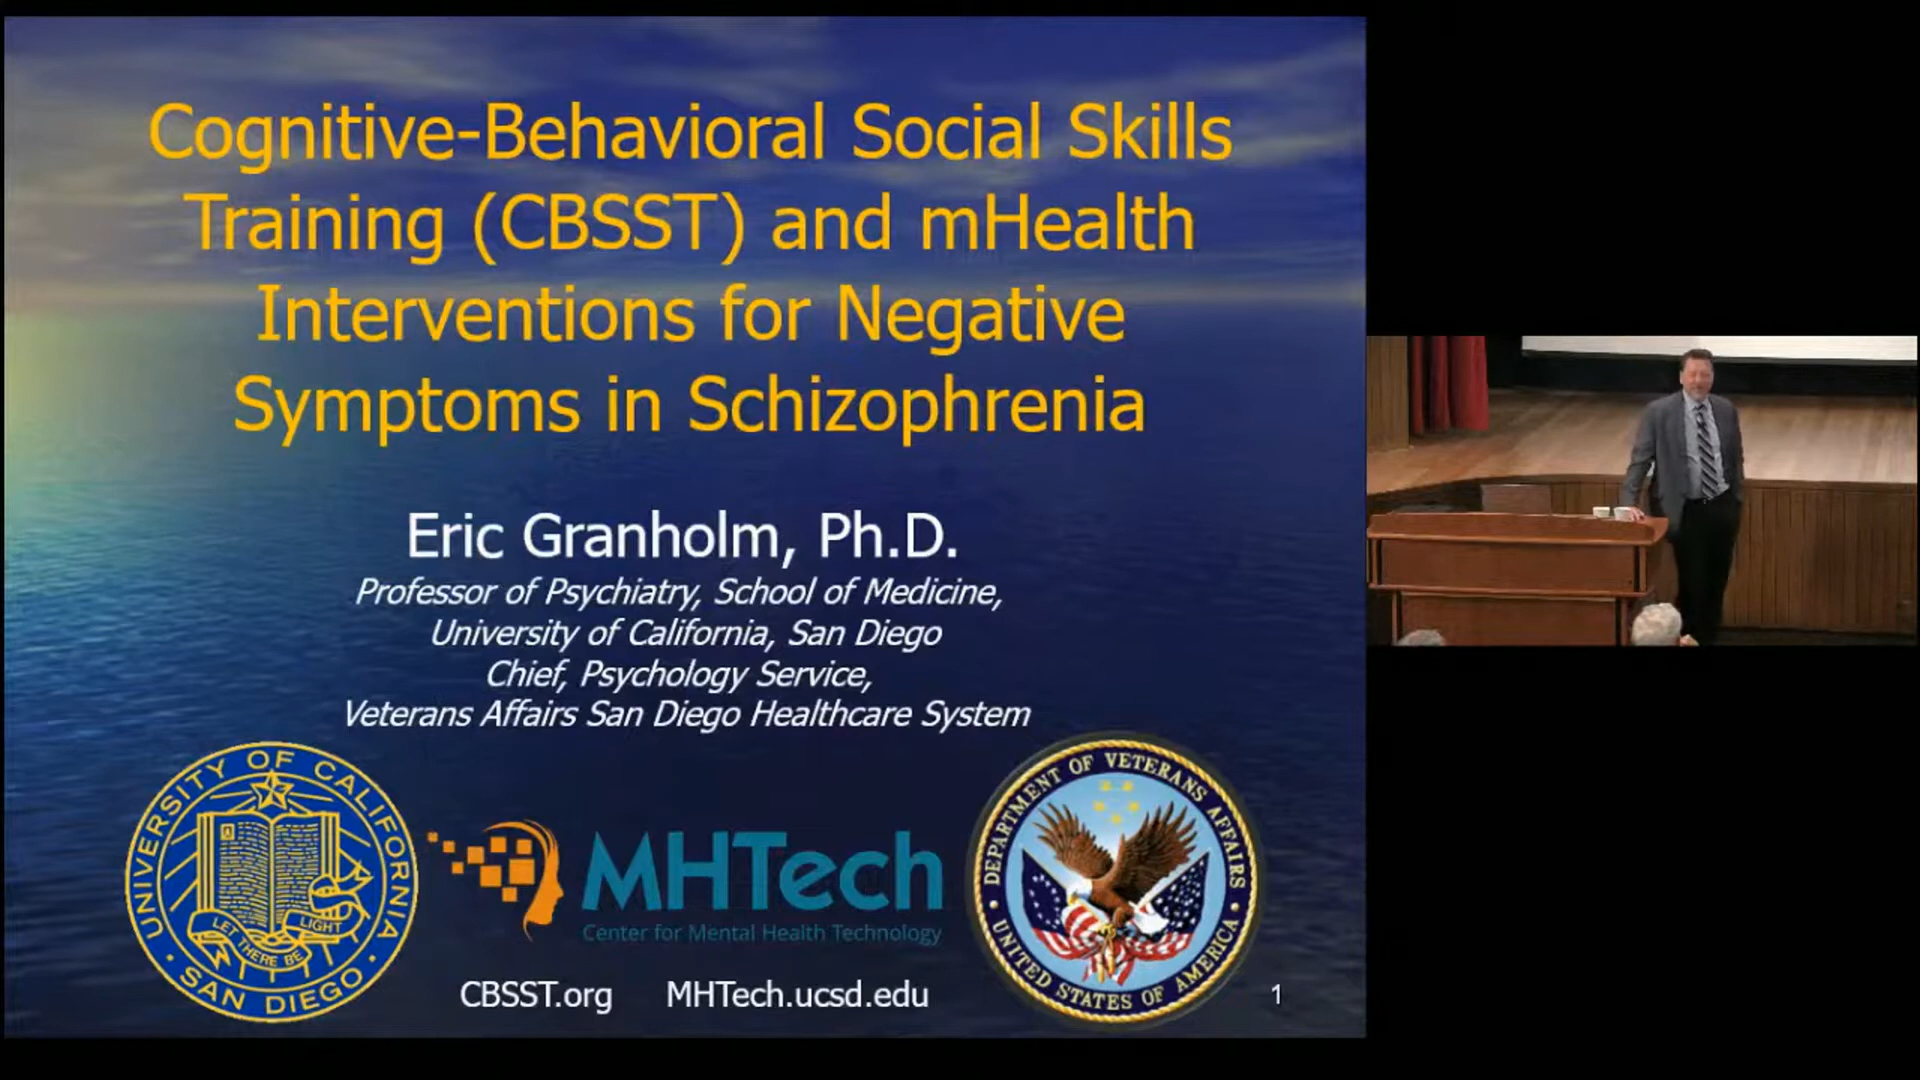 Cognitive-Behavioral Social Skills
Training (CBSST) and mHealth
Interventions for Negative
Symptoms in Schizophrenia
Eric Granholm, Ph.D.
Professor of Psychiatry, School of Medicine,
University of California, San Diego
Chief, Psychology Service,
Veterans Affairs San Diego Healthcare System
UNIVERSITY OF CALIFORNIA
LET THERE BE LIGHT
· SAN DIEGO ·
MHTech
Center for Mental Health Technology
DEPARTMENT OF VETERANS AFFAIRS
• UNITED STATES OF AMERICA •
CBSST.org MHTech.ucsd.edu
1